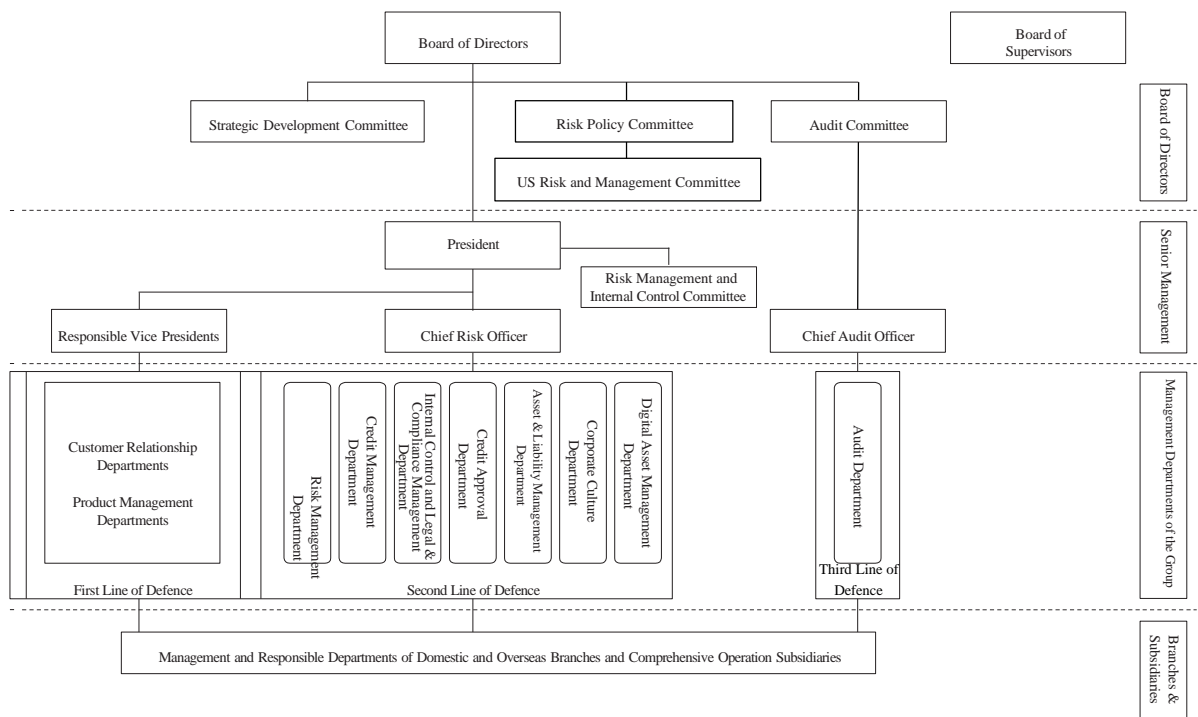 Board of Directors
Board of
Supervisors
Strategic Development Committee
Risk Policy Committee
Audit Committee
US Risk and Management Committee
Board of
Directors
President
Risk Management and
Internal Control Committee
Responsible Vice Presidents
Chief Risk Officer
Chief Audit Officer
Senior Management
Customer Relationship
Departments
Product Management
Departments
First Line of Defence
Risk Management
Department
Credit Management
Department
Internal Control and Legal &
Compliance Management
Department
Credit Approval
Department
Asset & Liability Management
Department
Corporate Culture
Department
Digital Asset Management
Department
Second Line of Defence
Audit Department
Third Line of
Defence
Management Departments
of the Group
Management and Responsible Departments of Domestic and Overseas Branches and Comprehensive Operation Subsidiaries
Branches &
Subsidiaries